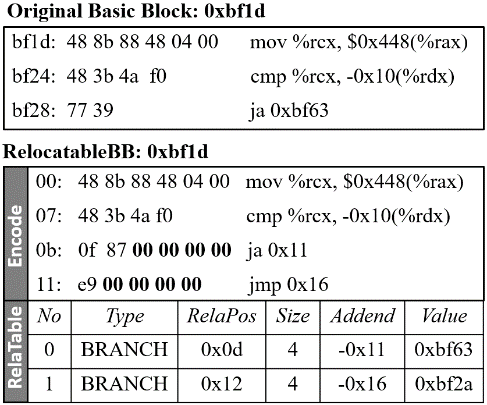 Original Basic Block: 0xbf1d
bf1d: 48 8b 88 48 04 00 mov %rcx, $0x448(%rax)
bf24: 48 3b 4a f0 cmp %rcx, -0x10(%rdx)
bf28: 77 39 ja 0xbf63
RelocatableBB: 0xbf1d
Encode
00: 48 8b 88 48 04 00 mov %rcx, $0x448(%rax)
07: 48 3b 4a f0 cmp %rcx, -0x10(%rdx)
0b: 0f 87 00 00 00 00 ja 0x11
11: e9 00 00 00 00 jmp 0x16
RelaTable
No Type RelaPos Size Addend Value
0 BRANCH 0x0d 4 -0x11 0xbf63
1 BRANCH 0x12 4 -0x16 0xbf2a